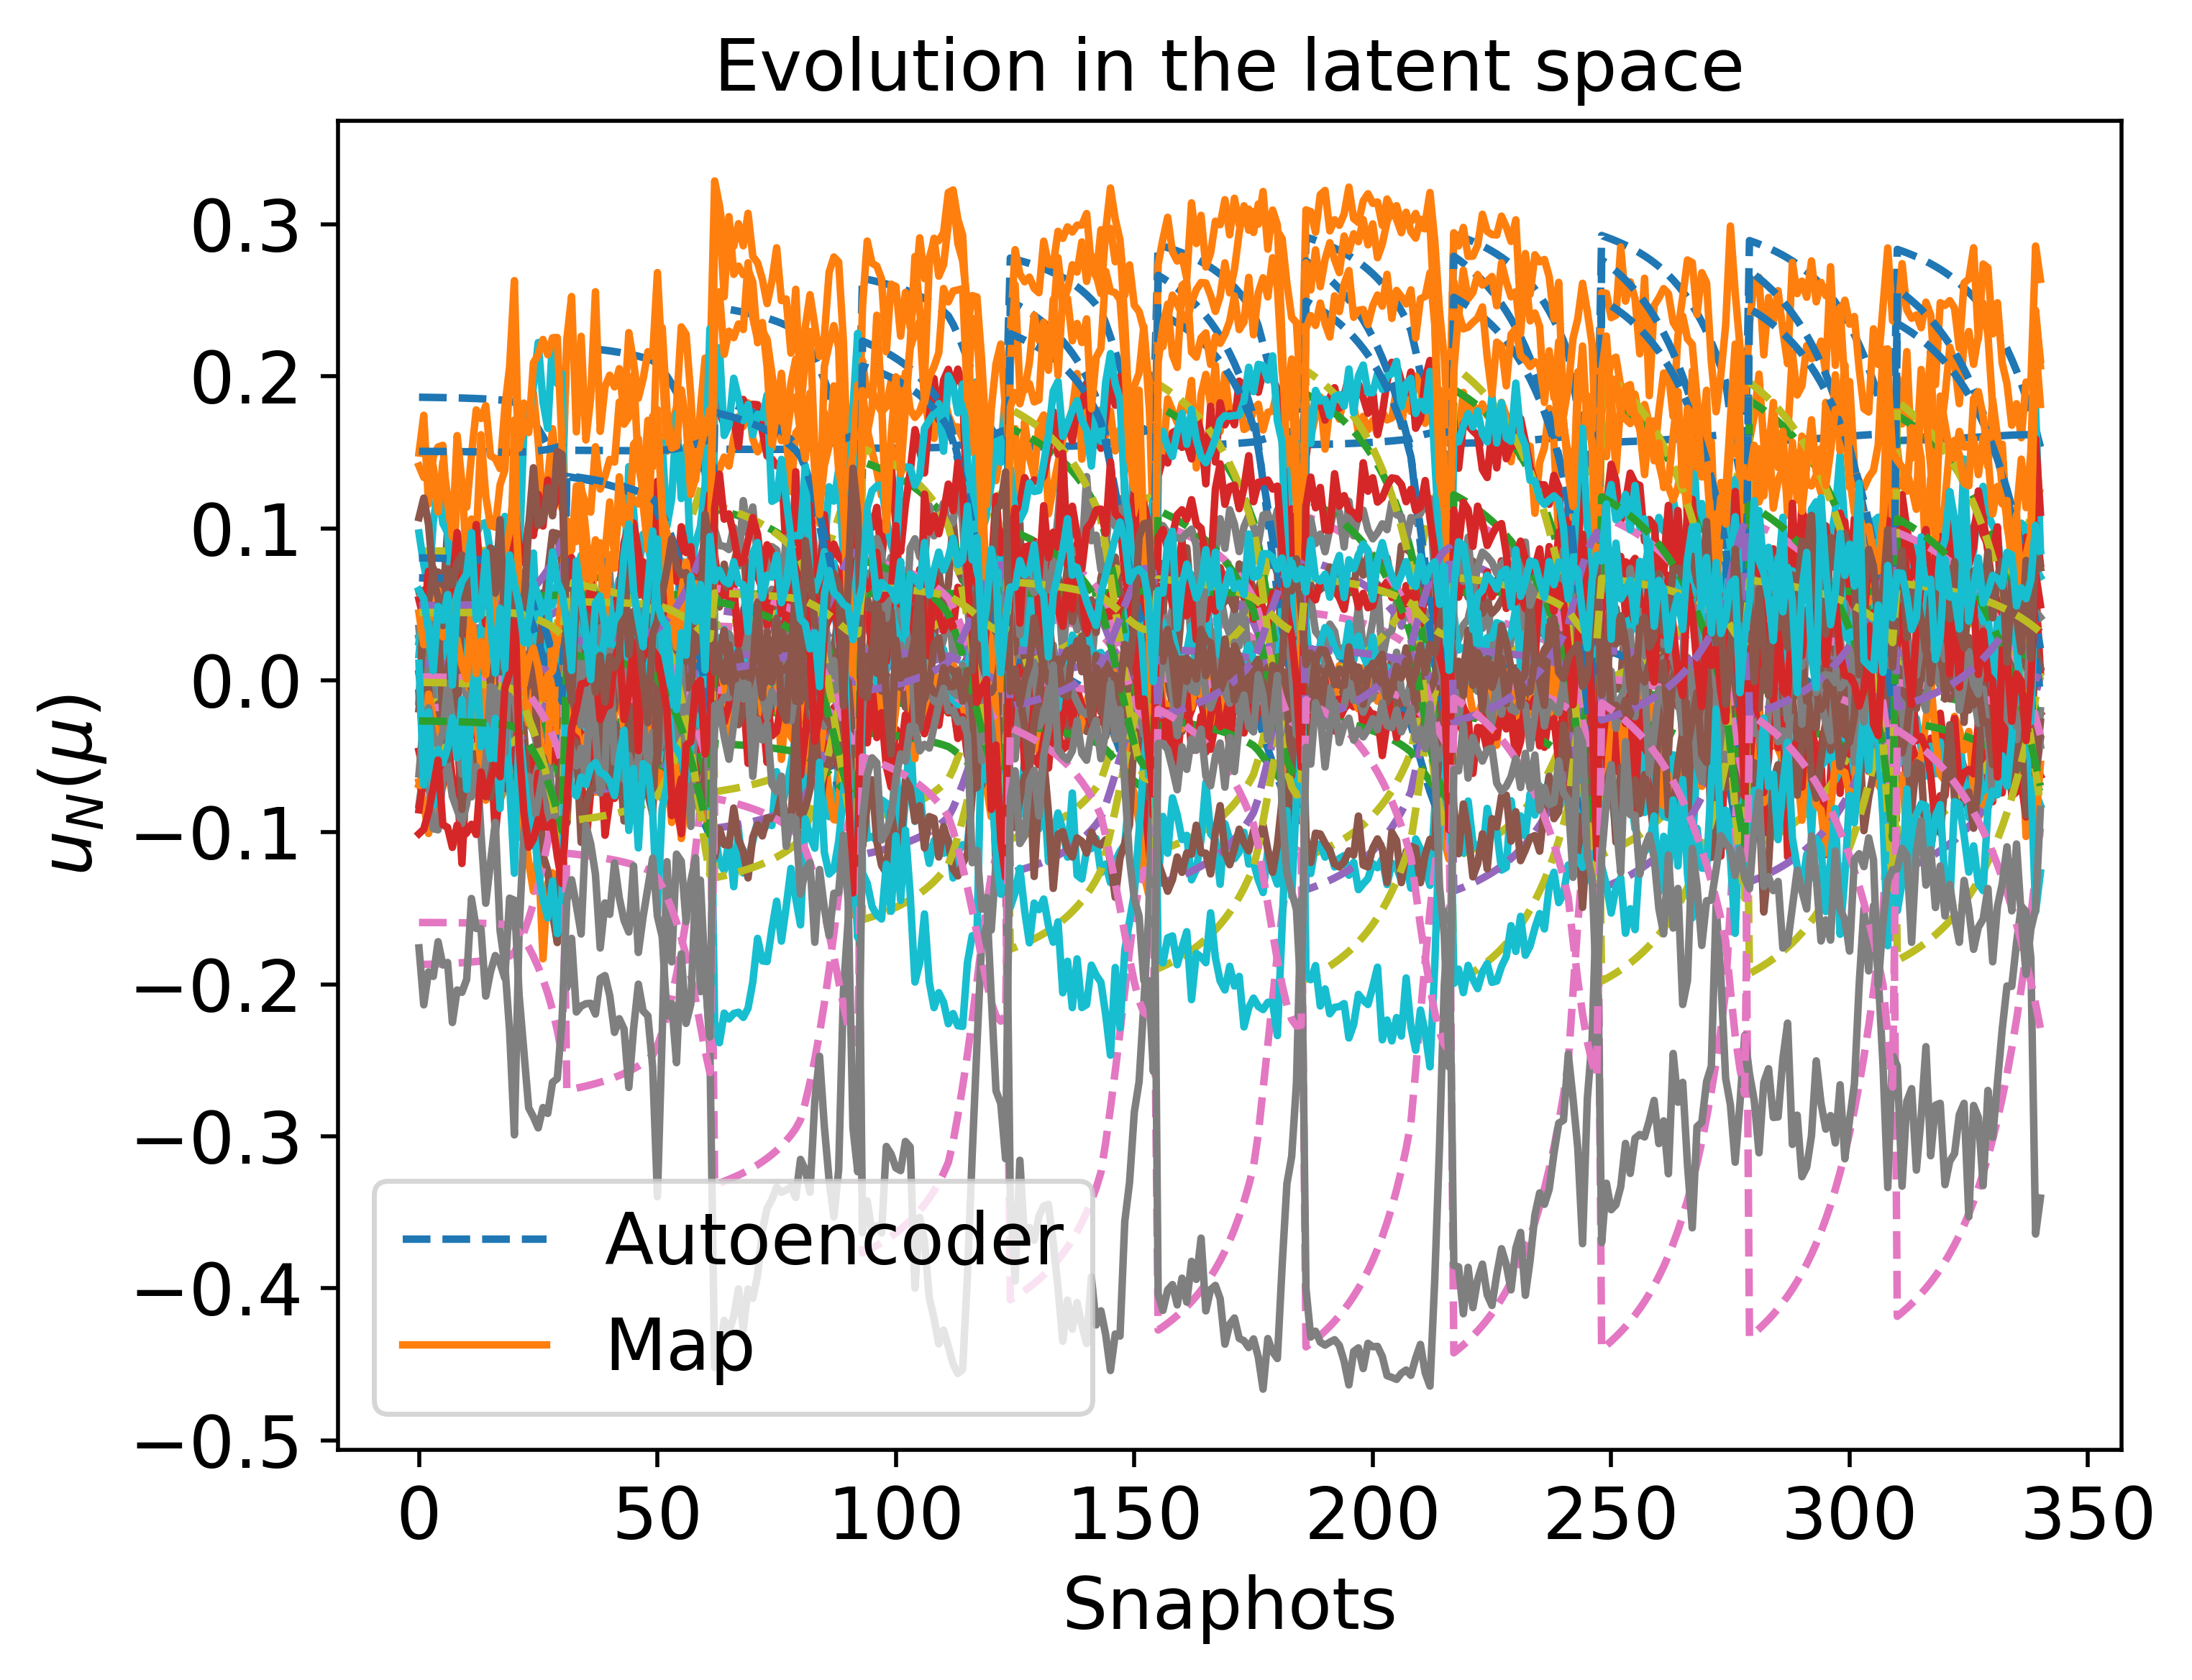 Evolution in the latent space
0.3
0.2
0.1
0.0
−0.1
−0.2
−0.3
−0.4
−0.5
u_N(μ)
Autoencoder
Map
0 50 100 150 200 250 300 350
Snaphots